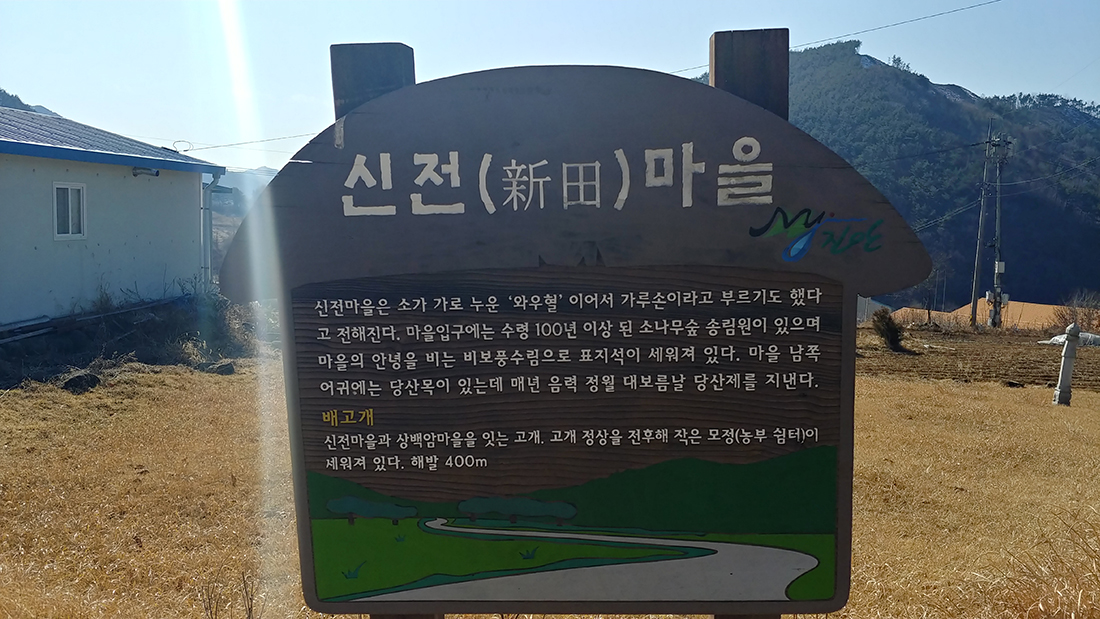 신전(新田)마을
My 진안
신전마을은 소가 가로 누운 ‘와우혈’ 이어서 가루손이라고 부르기도 했다
고 전해진다. 마을입구에는 수령 100년 이상 된 소나무숲 송림원이 있으며
마을의 안녕을 비는 비보풍수림으로 표지석이 세워져 있다. 마을 남쪽
어귀에는 당산목이 있는데 매년 음력 정월 대보름날 당산제를 지낸다.
배고개
신전마을과 상백암마을을 잇는 고개. 고개 정상을 전후해 작은 모정(농부 쉼터)이
세워져 있다. 해발 400m